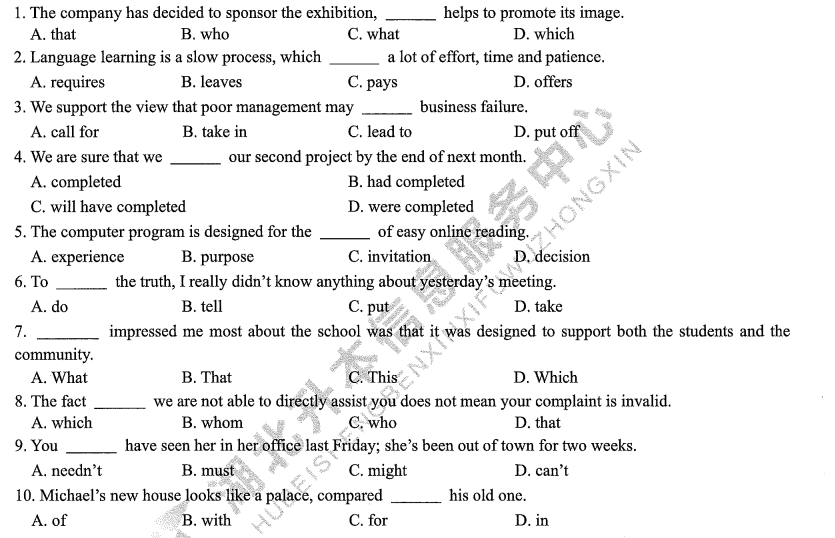 1. The company has decided to sponsor the exhibition, ______ helps to promote its image.
A. that B. who C. what D. which
2. Language learning is a slow process, which ______ a lot of effort, time and patience.
A. requires B. leaves C. pays D. offers
3. We support the view that poor management may ______ business failure.
A. call for B. take in C. lead to D. put off
4. We are sure that we ______ our second project by the end of next month.
A. completed B. had completed
C. will have completed D. were completed
5. The computer program is designed for the ______ of easy online reading.
A. experience B. purpose C. invitation D. decision
6. To ______ the truth, I really didn't know anything about yesterday's meeting.
A. do B. tell C. put D. take
7. ______ impressed me most about the school was that it was designed to support both the students and the
community.
A. What B. That C. This D. Which
8. The fact ______ we are not able to directly assist you does not mean your complaint is invalid.
A. which B. whom C. who D. that
9. You ______ have seen her in her office last Friday; she's been out of town for two weeks.
A. needn't B. must C. might D. can't
10. Michael's new house looks like a palace, compared ______ his old one.
A. of B. with C. for D. in
湖北升本信息服务中心
HUBEISHENGBENXINXIFUWUZHONGXIN